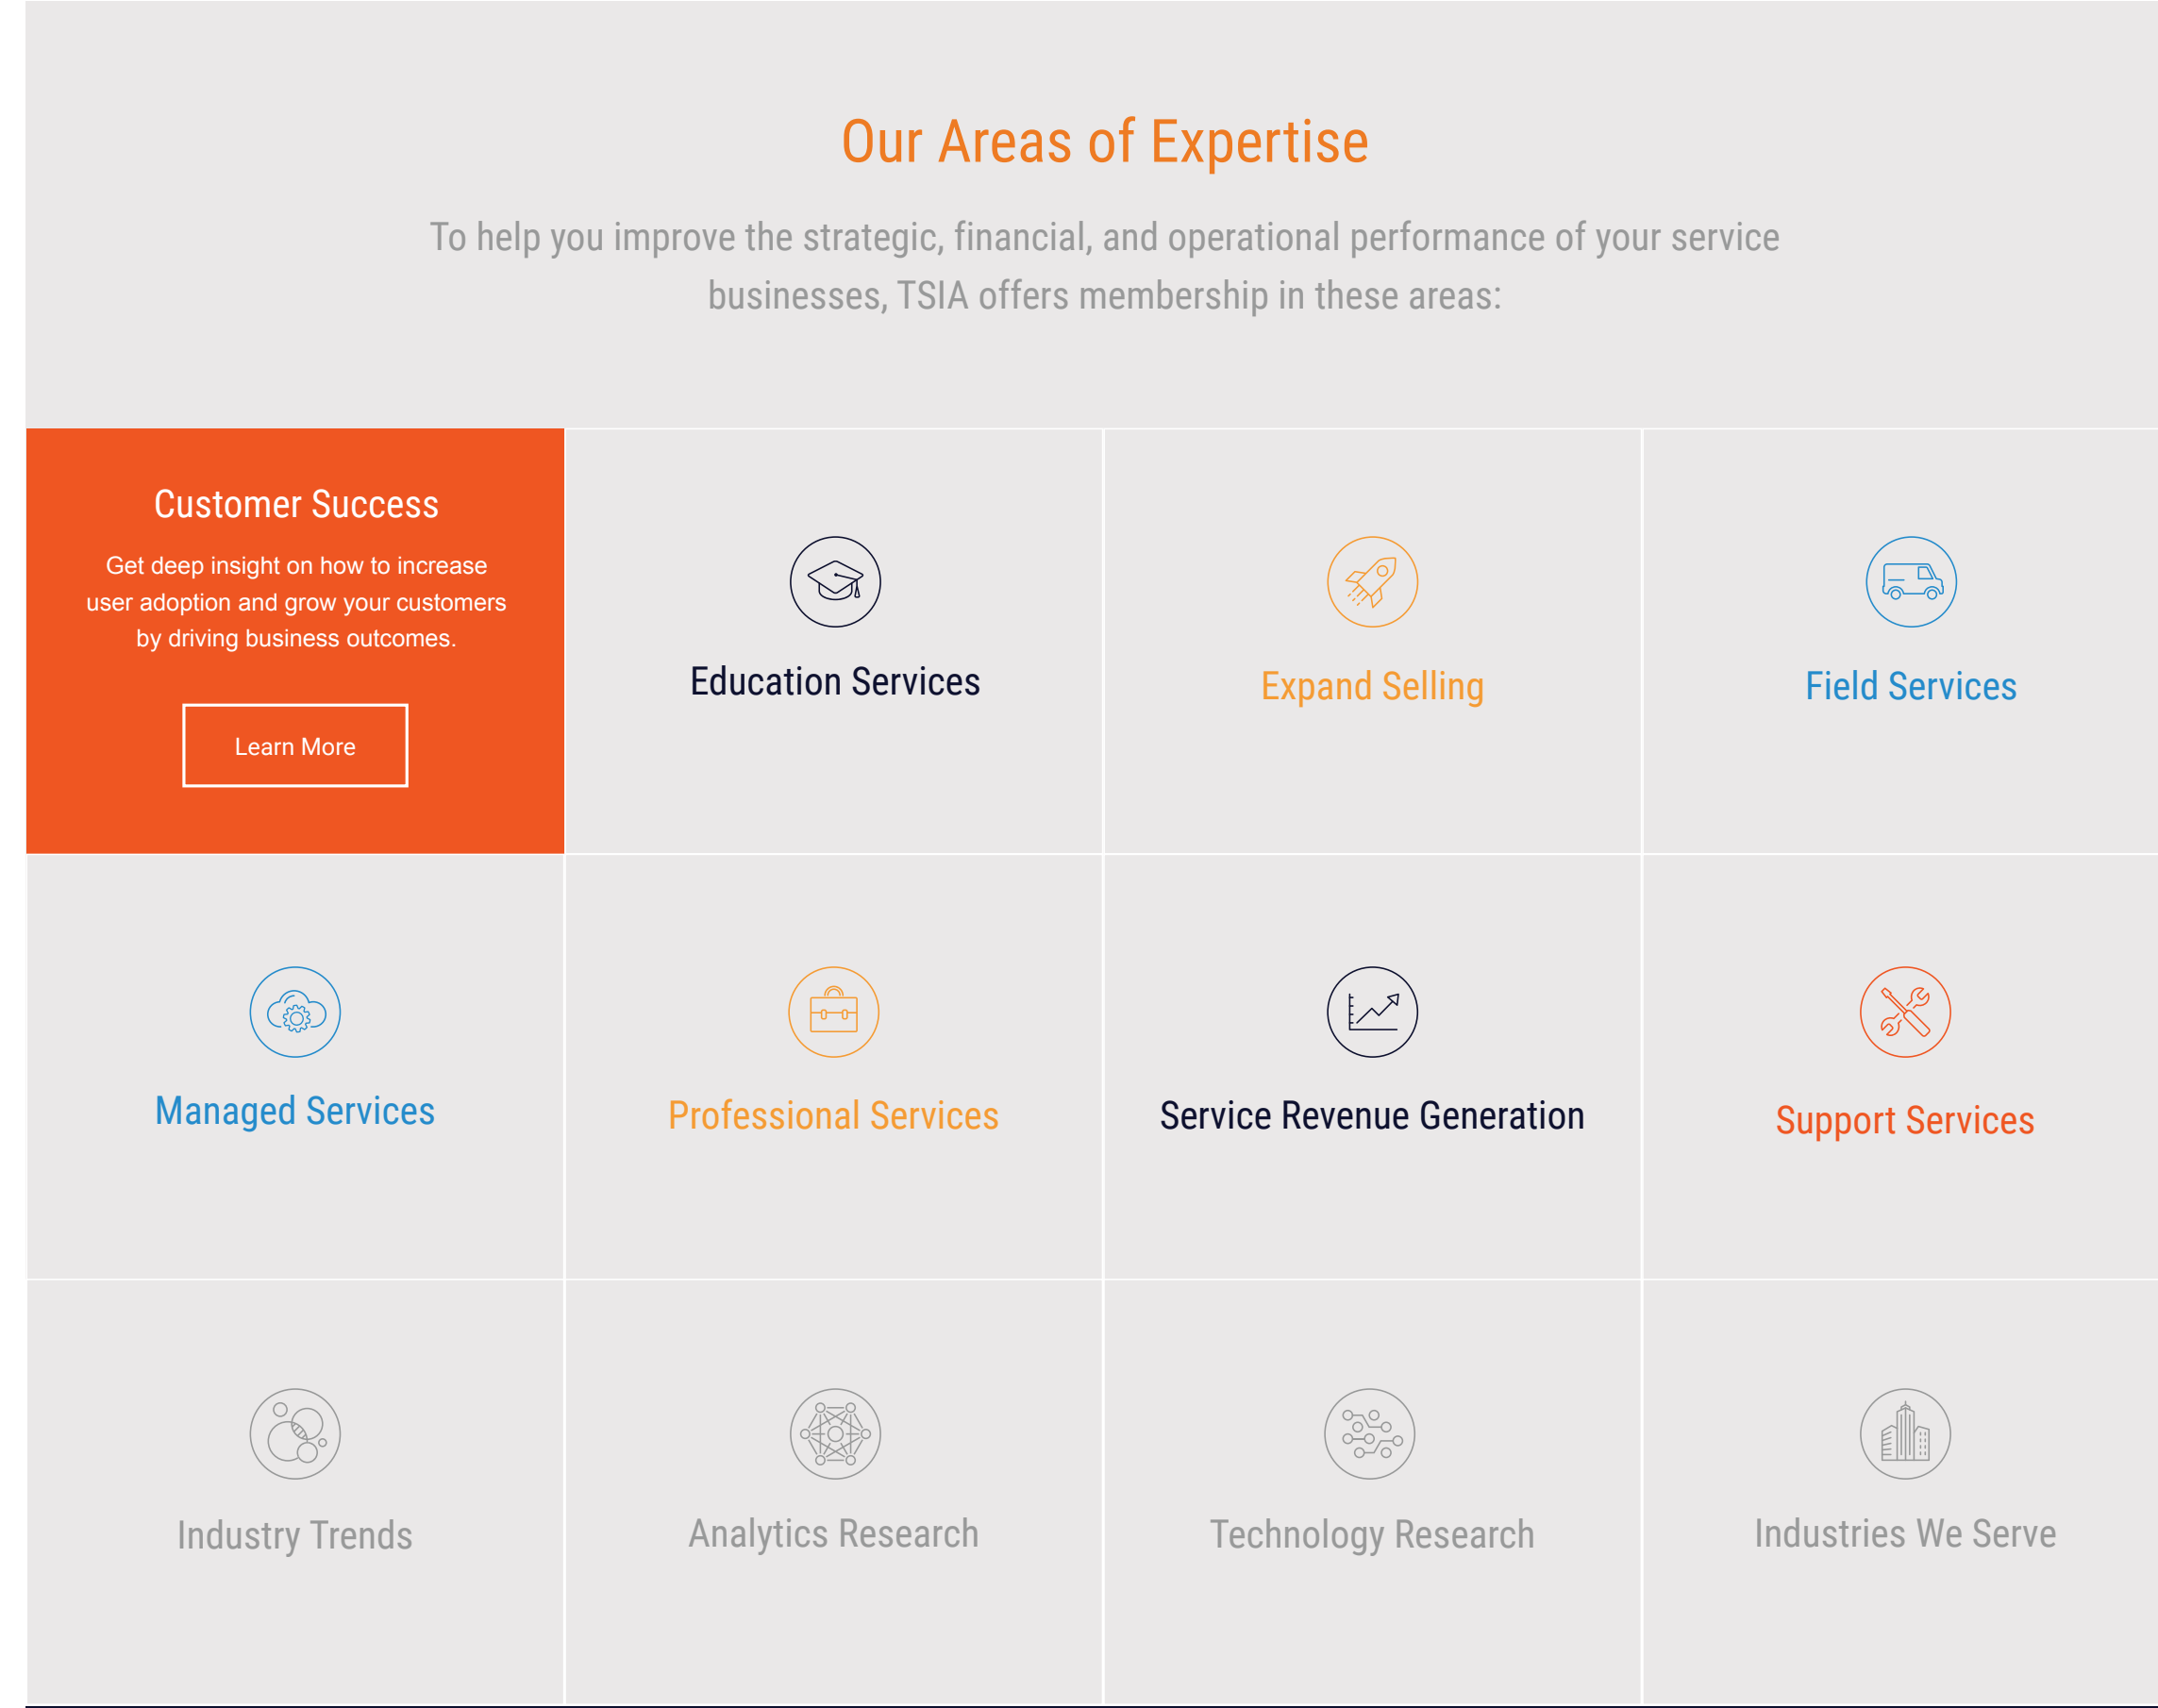 Our Areas of Expertise
To help you improve the strategic, financial, and operational performance of your service
businesses, TSIA offers membership in these areas:
Customer Success
Get deep insight on how to increase
user adoption and grow your customers
by driving business outcomes.
Learn More
Education Services
Expand Selling
Field Services
Managed Services
Professional Services
Service Revenue Generation
Support Services
Industry Trends
Analytics Research
Technology Research
Industries We Serve